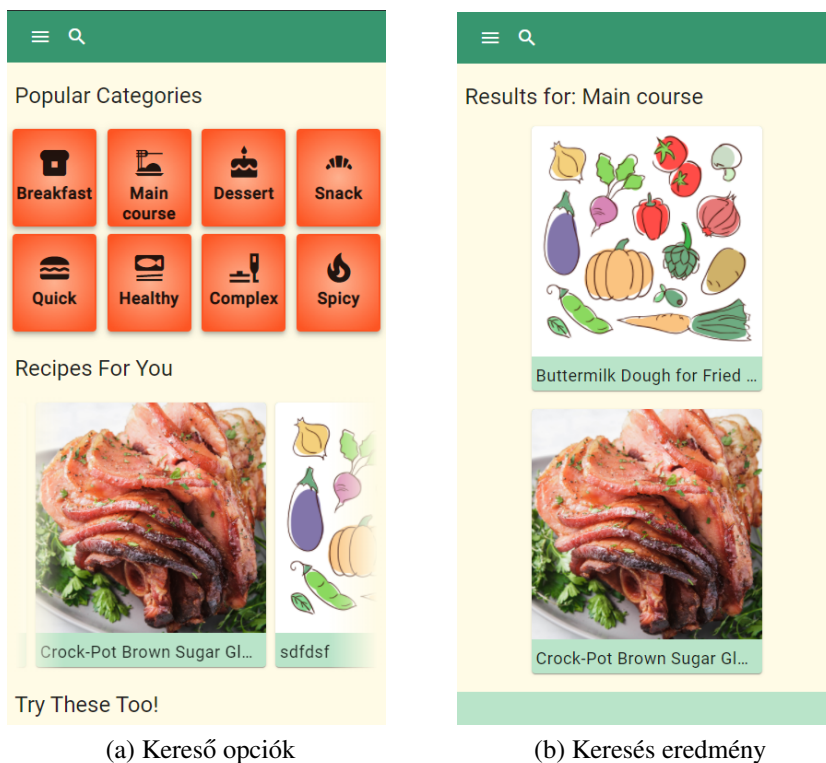 Popular Categories
Breakfast
Main
course
Dessert
Snack
Quick
Healthy
Complex
Spicy
Recipes For You
Crock-Pot Brown Sugar Gl...
sdfdsf
Try These Too!
(a) Kereső opciók
Results for: Main course
Buttermilk Dough for Fried ...
Crock-Pot Brown Sugar Gl...
(b) Keresés eredmény